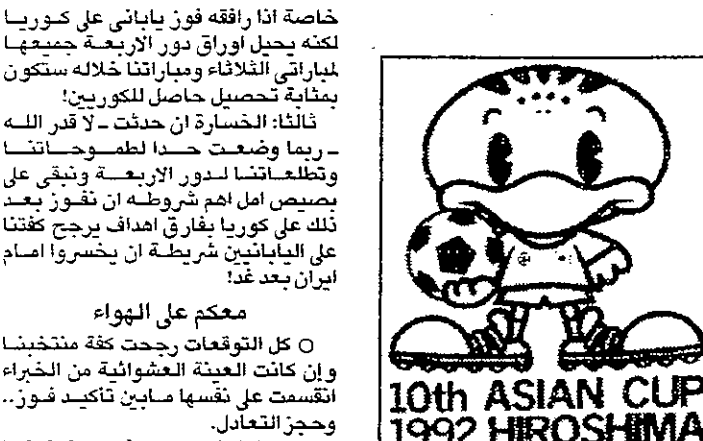 خاصة اذا رافقه فوز ياباني على كوريا
لكنه يحيل اوراق دور الاربعة جميعها
لمباراتي الثلاثاء ومباراتنا خلاله ستكون
بمثابة تحصيل حاصل للكوريين!
ثالثا: الخسارة ان حدثت ـ لا قدر الله
ـ ربما وضعت حدا لطموحاتنا
وتطلعاتنا لدور الاربعة ونبقى على
بصيص امل اهم شروطه ان نفوز بعد
ذلك على كوريا بفارق اهداف يرجح كفتنا
على اليابانيين شريطة ان يخسروا امام
ايران بعد غد!
معكم على الهواء
○ كل التوقعات رجحت كفة منتخبنا
وإن كانت العينة العشوائية من الخبراء
انقسمت على نفسها مابين تأكيد فوز..
وحجز التعادل.
10th ASIAN CUP
1992 HIROSHIMA